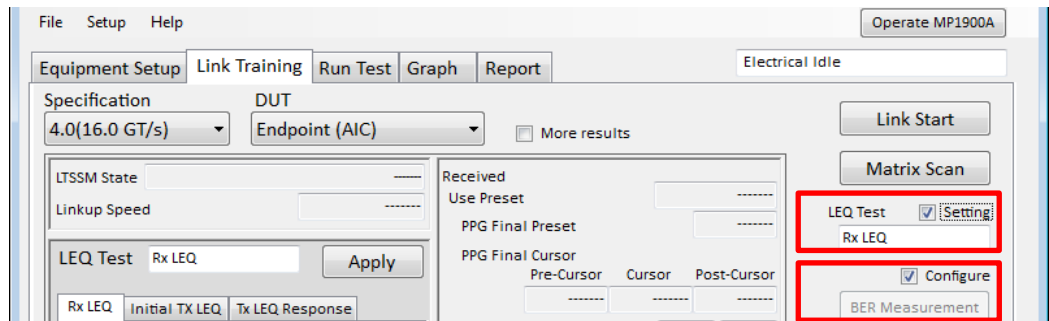 File Setup Help Operate MP1900A
Equipment Setup Link Training Run Test Graph Report Electrical Idle
Specification DUT
4.0(16.0 GT/s) Endpoint (AIC) More results Link Start
Matrix Scan
LTSSM State -------
Linkup Speed -------
LEQ Test Rx LEQ Apply
Rx LEQ Initial TX LEQ Tx LEQ Response
Received
Use Preset -------
PPG Final Preset -------
PPG Final Cursor
Pre-Cursor Cursor Post-Cursor
------- ------- -------
LEQ Test Setting
Rx LEQ
Configure
BER Measurement